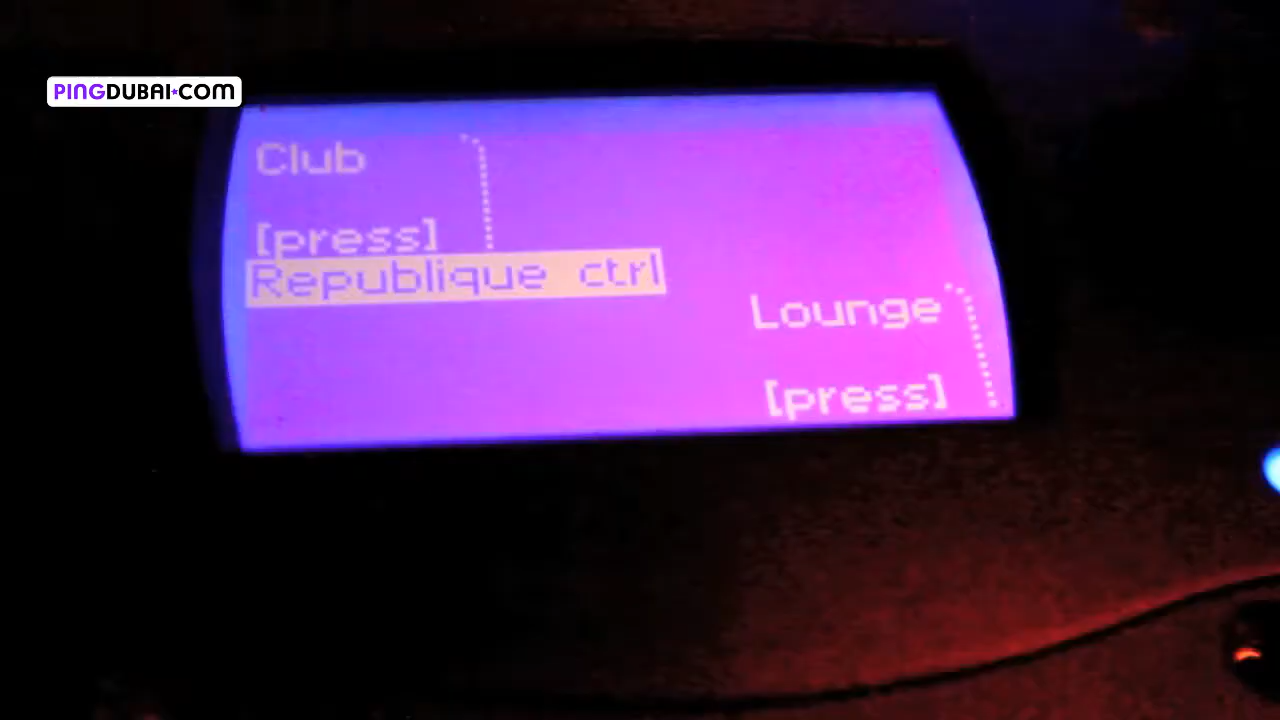 PINGDUBAI★COM
Club
[press]
Republique ctrl
Lounge
[press]